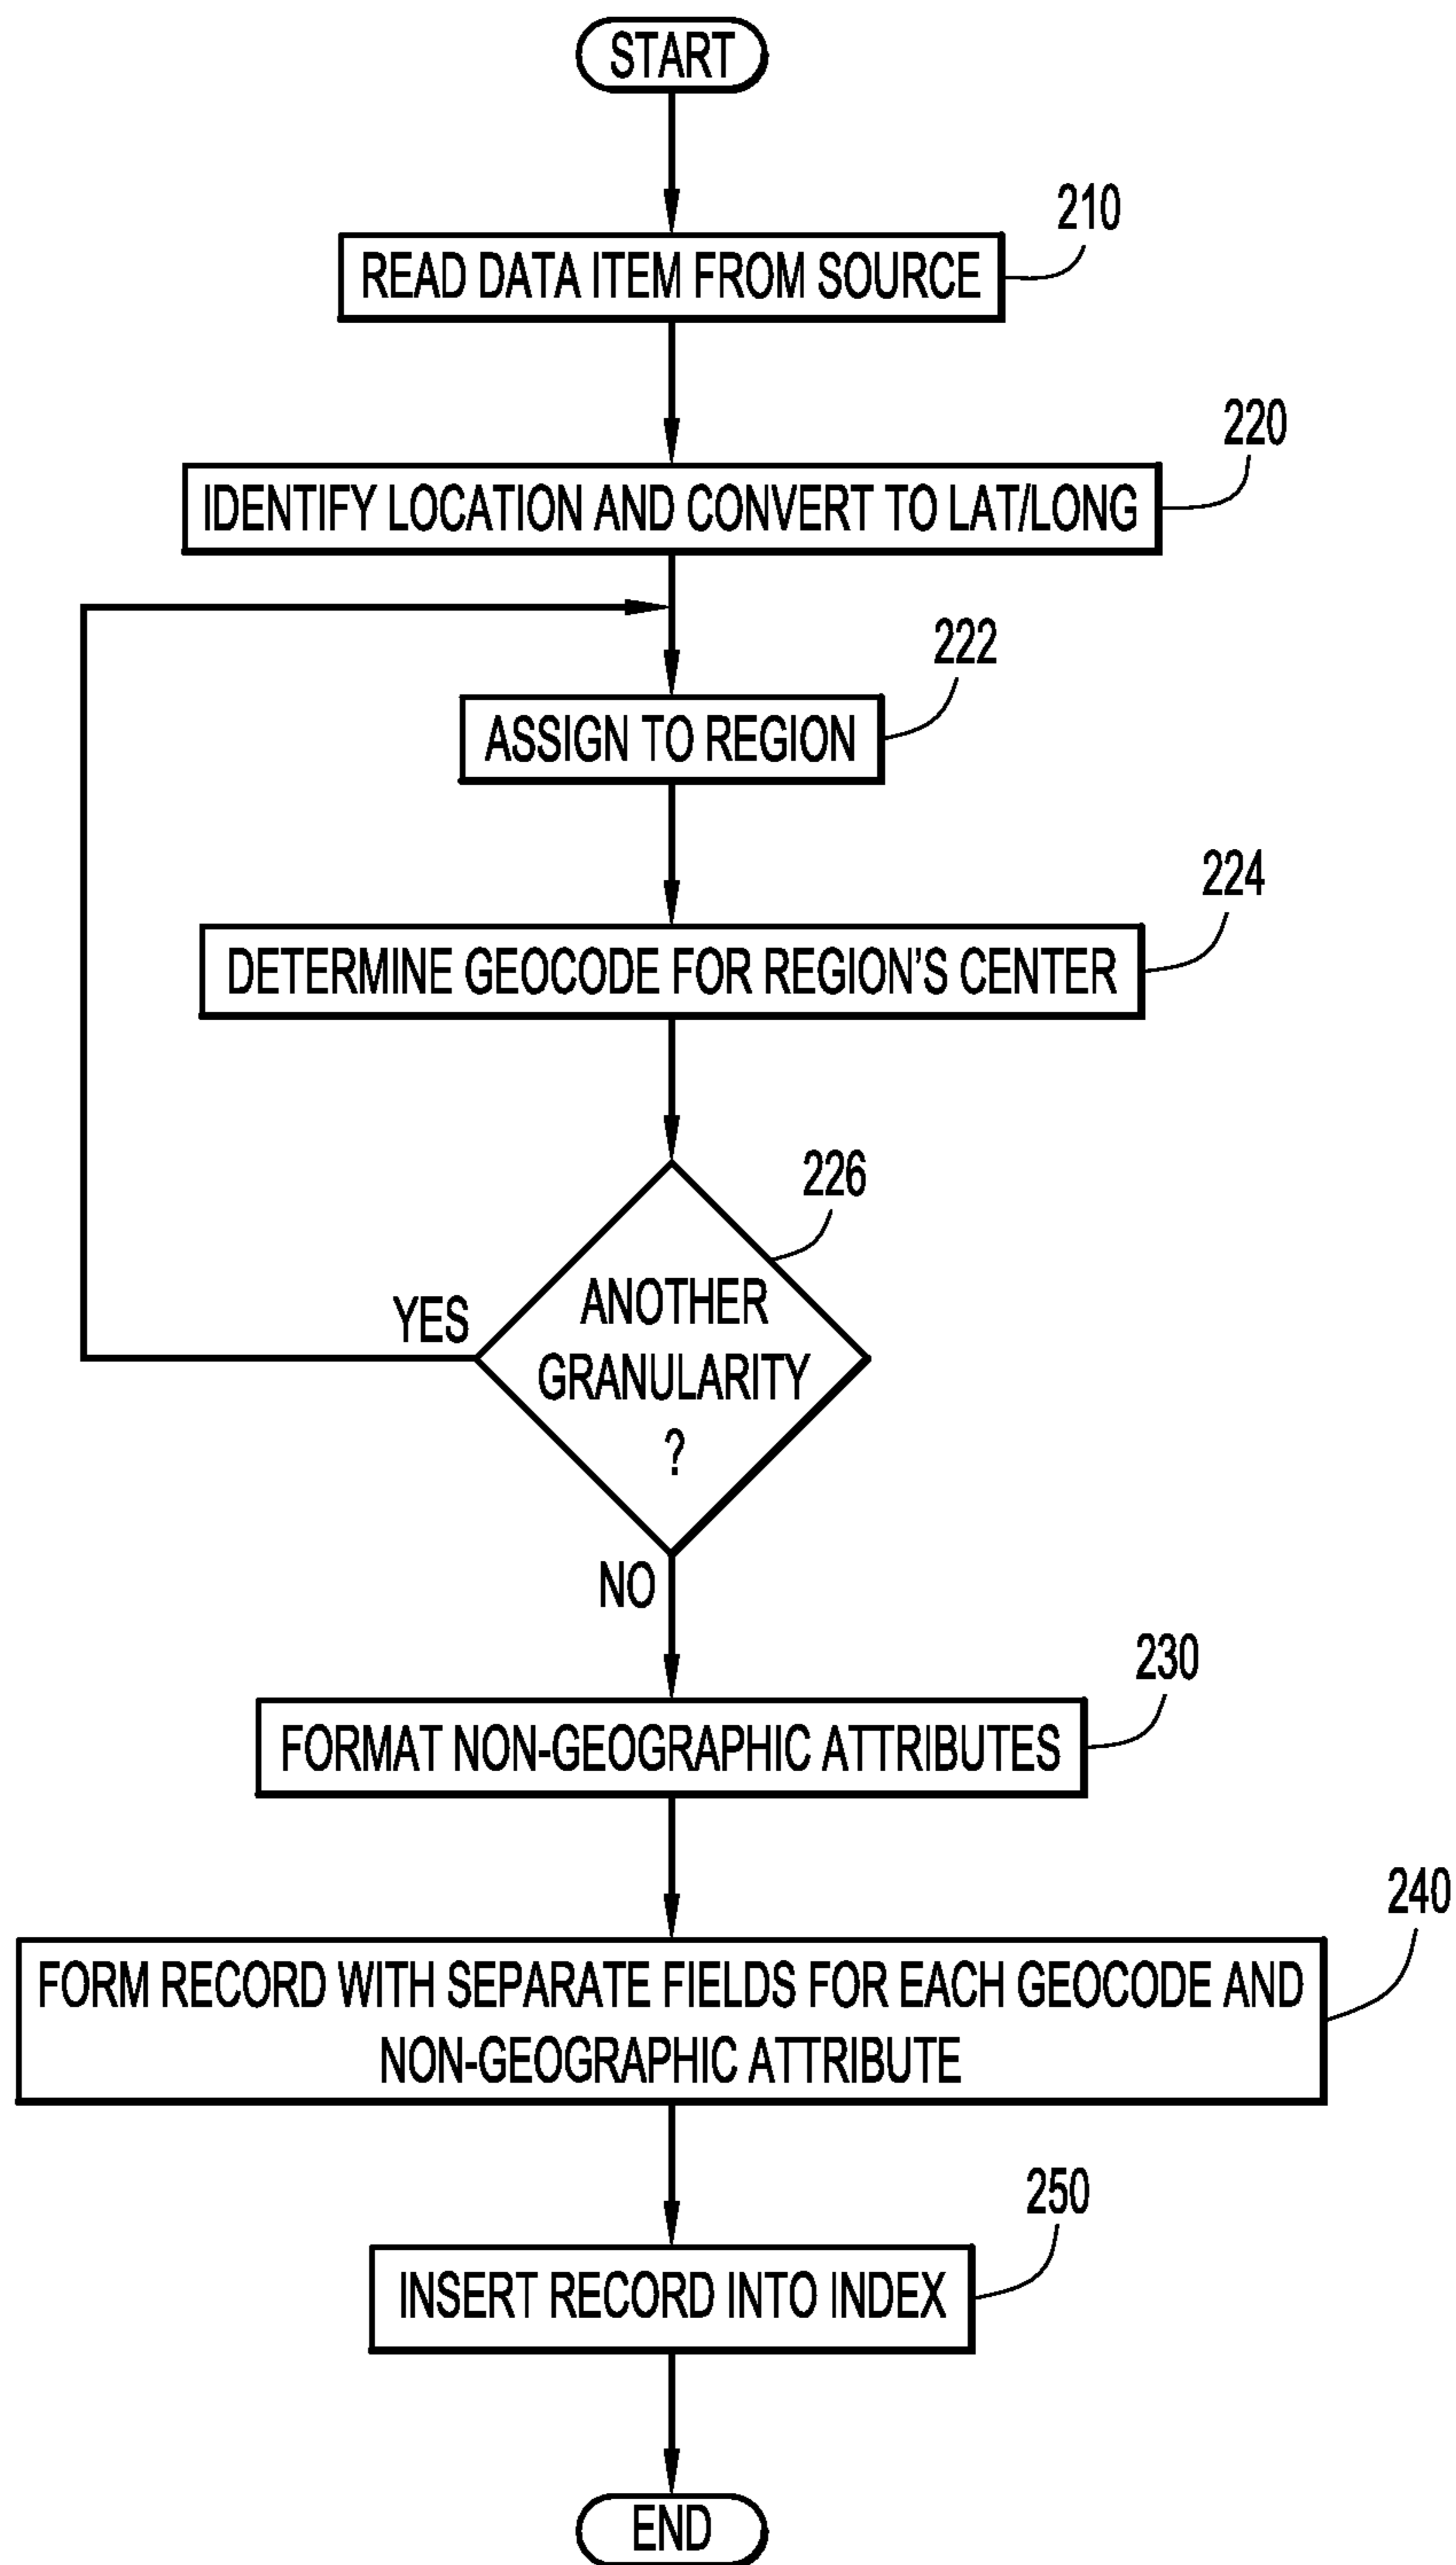 START
210
READ DATA ITEM FROM SOURCE
220
IDENTIFY LOCATION AND CONVERT TO LAT/LONG
222
ASSIGN TO REGION
224
DETERMINE GEOCODE FOR REGION'S CENTER
226
ANOTHER
GRANULARITY
?
YES
NO
230
FORMAT NON-GEOGRAPHIC ATTRIBUTES
240
FORM RECORD WITH SEPARATE FIELDS FOR EACH GEOCODE AND
NON-GEOGRAPHIC ATTRIBUTE
250
INSERT RECORD INTO INDEX
END